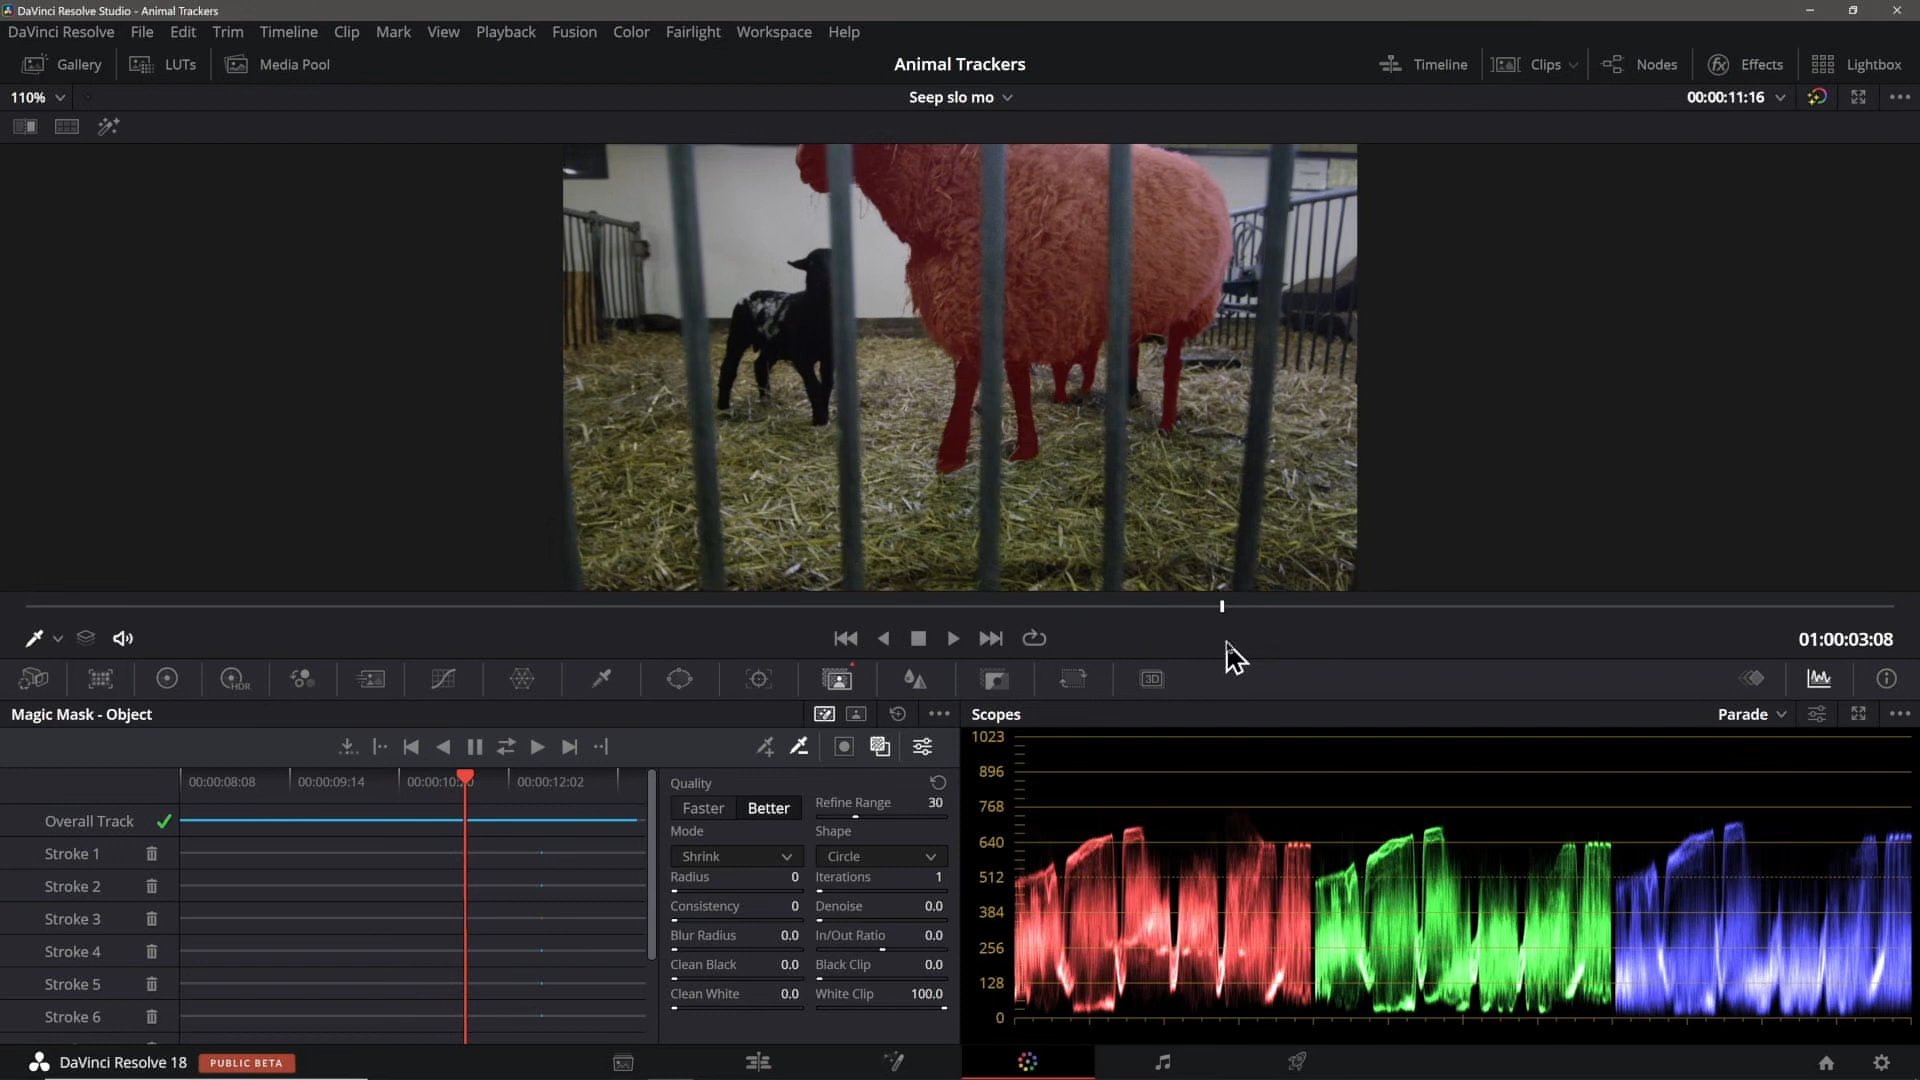 DaVinci Resolve Studio - Animal Trackers
DaVinci Resolve File Edit Trim Timeline Clip Mark View Playback Fusion Color Fairlight Workspace Help
Gallery LUTs Media Pool Animal Trackers Timeline Clips Nodes fx Effects Lightbox
110% Seep slo mo 00:00:11:16
01:00:03:08
HDR 3D
Magic Mask - Object Scopes Parade
00:00:08:08 00:00:09:14 00:00:12:02
Overall Track
Stroke 1
Stroke 2
Stroke 3
Stroke 4
Stroke 5
Stroke 6
Quality
Faster Better Refine Range 30
Mode Shape
Shrink Circle
Radius 0 Iterations 1
Consistency 0 Denoise 0.0
Blur Radius 0.0 In/Out Ratio 0.0
Clean Black 0.0 Black Clip 0.0
Clean White 0.0 White Clip 100.0
1023
896
768
640
512
384
256
128
0
DaVinci Resolve 18 PUBLIC BETA